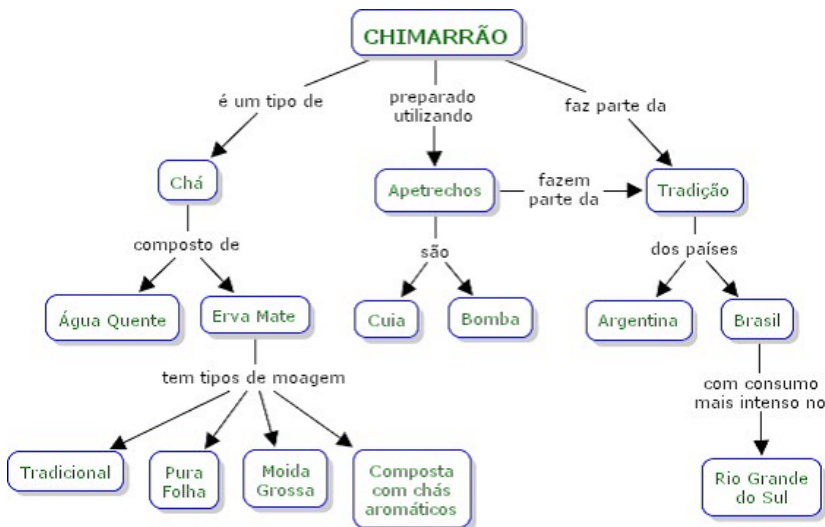 CHIMARRÃO
é um tipo de
preparado
utilizando
faz parte da
Chá
Apetrechos
fazem
parte da
Tradição
composto de
são
dos países
Água Quente
Erva Mate
Cuia
Bomba
Argentina
Brasil
tem tipos de moagem
com consumo
mais intenso no
Tradicional
Pura
Folha
Moida
Grossa
Composta
com chás
aromáticos
Rio Grande
do Sul